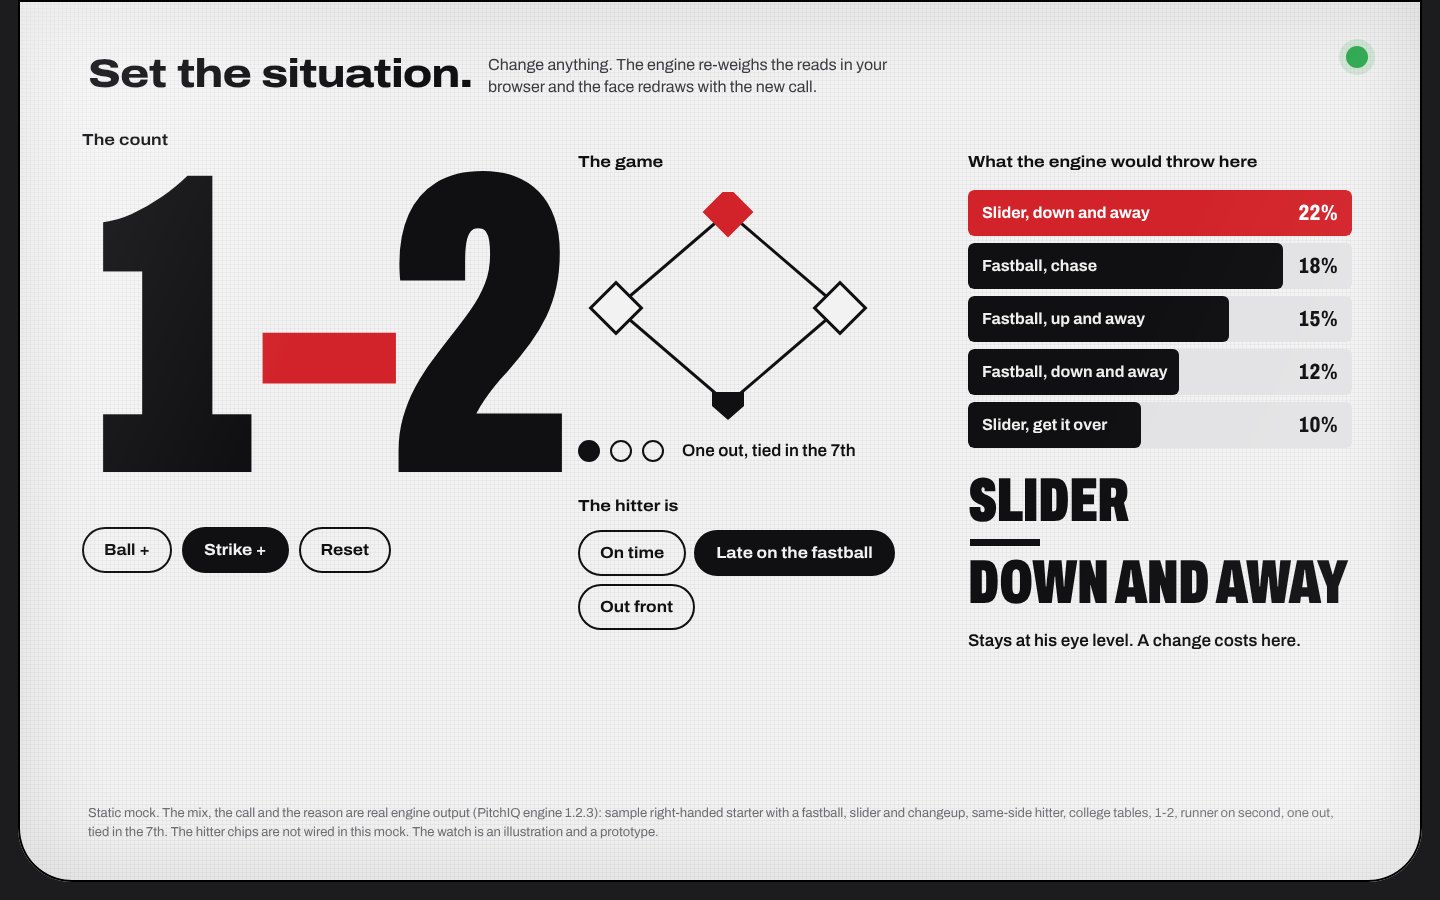 Set the situation.
Change anything. The engine re-weighs the reads in your
browser and the face redraws with the new call.
The count
1–2
Ball +
Strike +
Reset
The game
One out, tied in the 7th
The hitter is
On time
Late on the fastball
Out front
What the engine would throw here
Slider, down and away 22%
Fastball, chase 18%
Fastball, up and away 15%
Fastball, down and away 12%
Slider, get it over 10%
SLIDER
DOWN AND AWAY
Stays at his eye level. A change costs here.
Static mock. The mix, the call and the reason are real engine output (PitchIQ engine 1.2.3): sample right-handed starter with a fastball, slider and changeup, same-side hitter, college tables, 1-2, runner on second, one out,
tied in the 7th. The hitter chips are not wired in this mock. The watch is an illustration and a prototype.